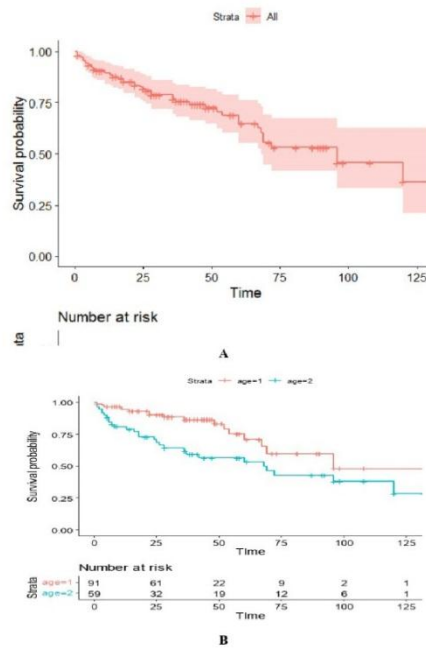 Strata All
1.00
0.75
0.50
0.25
0.00
Survival probability
0 25 50 75 100 125
Time
Number at risk
ata
A
Strata age=1 age=2
1.00
0.75
0.50
0.25
0.00
Survival probability
0 25 50 75 100 125
Time
Number at risk
Strata
age=1 91 61 22 9 2 1
age=2 59 32 19 12 6 1
0 25 50 75 100 125
Time
B